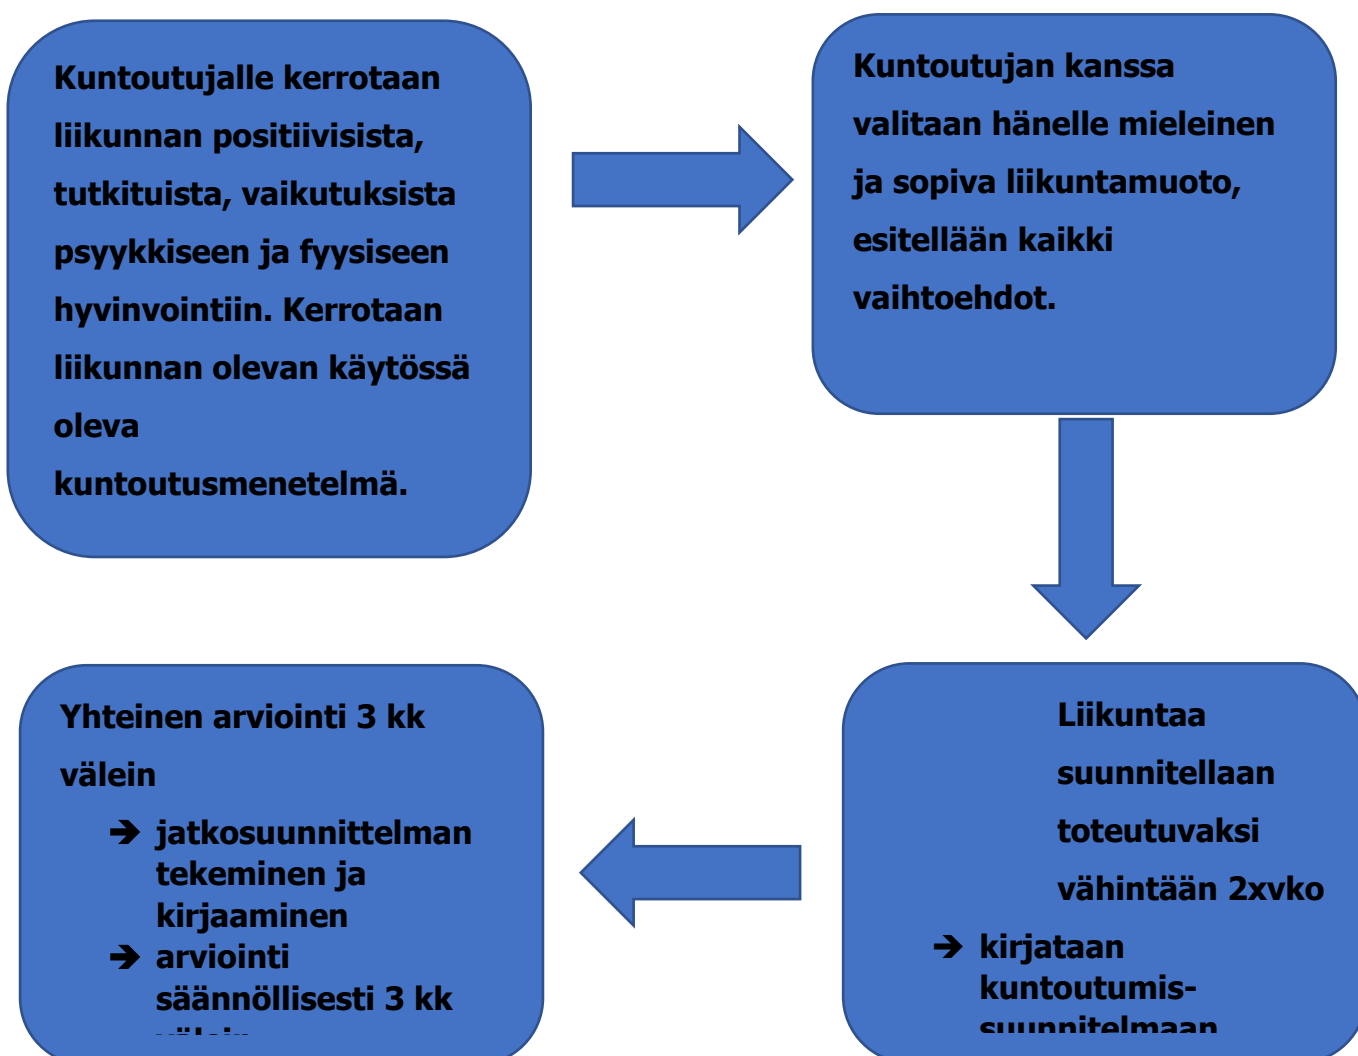 Kuntoutujalle kerrotaan
liikunnan positiivisista,
tutkituista, vaikutuksista
psyykkiseen ja fyysiseen
hyvinvointiin. Kerrotaan
liikunnan olevan käytössä
oleva
kuntoutusmenetelmä.
Kuntoutujan kanssa
valitaan hänelle mieleinen
ja sopiva liikuntamuoto,
esitellään kaikki
vaihtoehdot.
Liikuntaa
suunnitellaan
toteutuvaksi
vähintään 2xvko
➔ kirjataan
kuntoutumis-
suunnitelmaan
Yhteinen arviointi 3 kk
välein
➔ jatkosuunnittelman
tekeminen ja
kirjaaminen
➔ arviointi
säännöllisesti 3 kk
välein